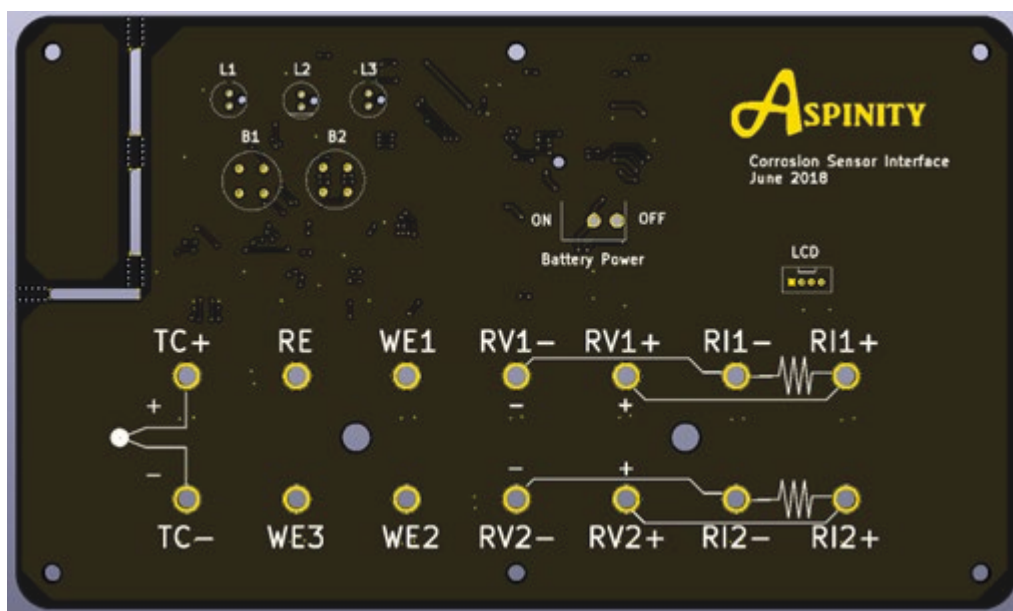 L1 L2 L3
B1 B2
ASPINITY
Corrosion Sensor Interface
June 2018
ON OFF
Battery Power
LCD
TC+ RE WE1 RV1- RV1+ RI1- RI1+
+ - +
- - +
TC- WE3 WE2 RV2- RV2+ RI2- RI2+